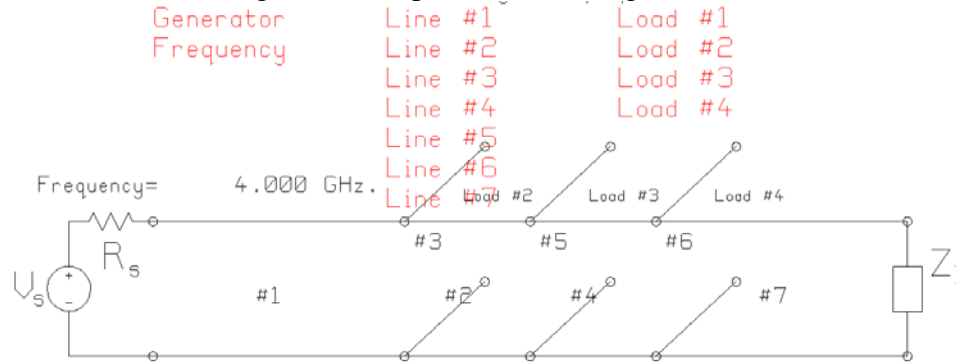 Generator Line #1 Load #1
Frequency Line #2 Load #2
Line #3 Load #3
Line #4 Load #4
Line #5
Line #6
Frequency= 4.000 GHz.
Line #7 Load #2 Load #3 Load #4
#3 #5 #6
Rs
Vs + - #1 #2 #4 #7